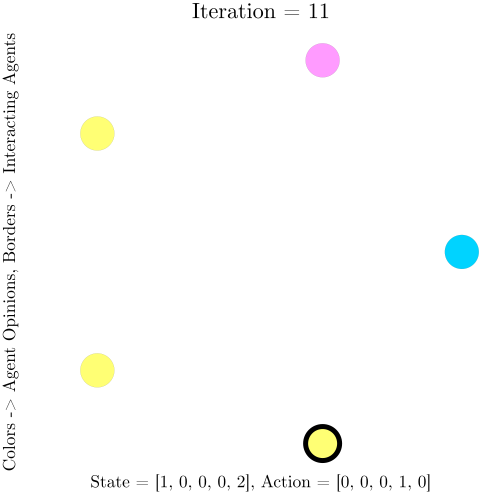 Iteration = 11
Colors -> Agent Opinions, Borders -> Interacting Agents
State = [1, 0, 0, 0, 2], Action = [0, 0, 0, 1, 0]